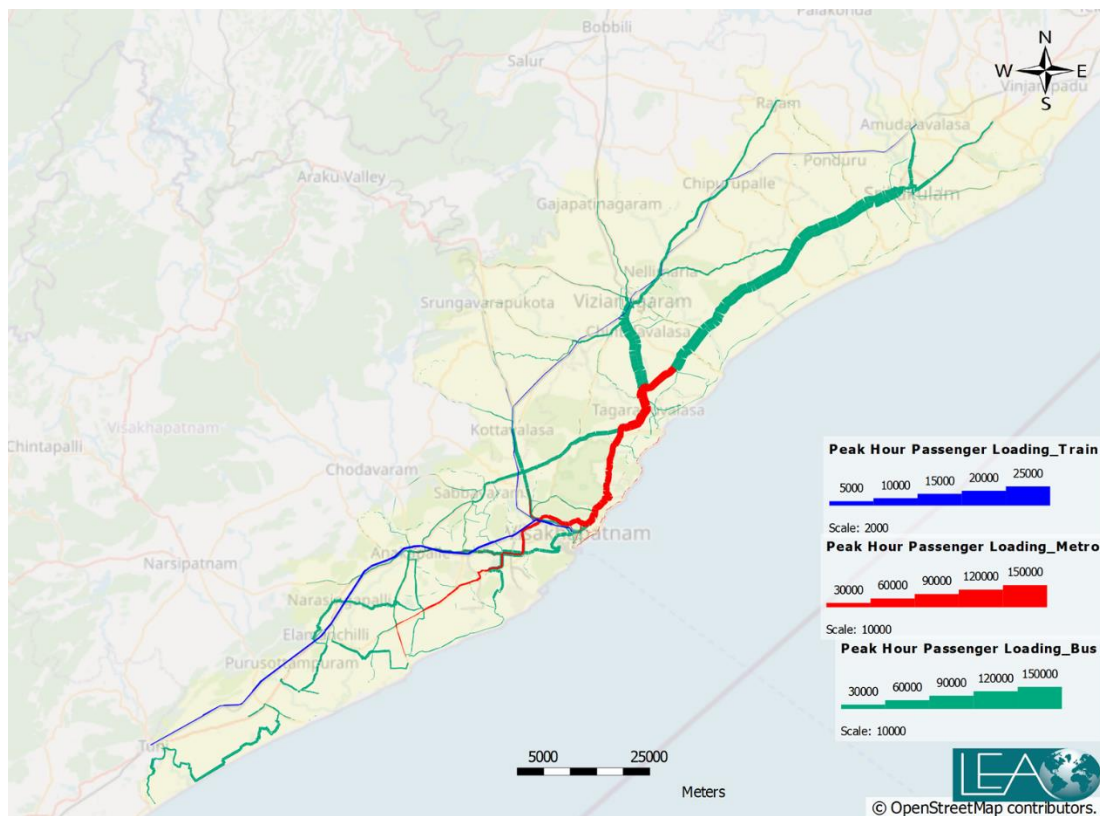 Palakonda
Bobbili
Salur
N
W E
S
Rajam
Amudalavalasa
Ponduru
Araku Valley
Chipurupalle
Gajapatinagaram
Srikakulam
Nellimarla
Srungavarapukota
Vizianagaram
Tagarapuvalasa
Chintapalli
Visakhapatnam
Kottavalasa
Chodavaram
Sabbavaram
Visakhapatnam
Narsipatnam
Elamanchilli
Purusottampuram
Tuni
Peak Hour Passenger Loading_Train
5000 10000 15000 20000 25000
Scale: 2000
Peak Hour Passenger Loading_Metro
30000 60000 90000 120000 150000
Scale: 10000
Peak Hour Passenger Loading_Bus
30000 60000 90000 120000 150000
Scale: 10000
5000 25000
Meters
LEA
© OpenStreetMap contributors.